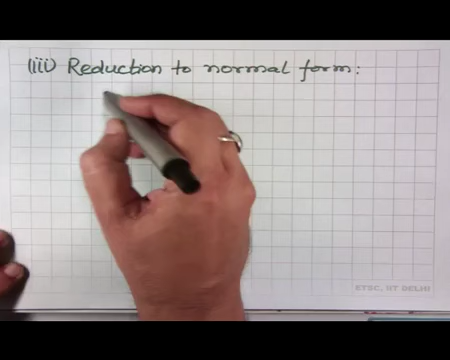 (iii) Reduction to normal form:
ETSC, IIT DELHI